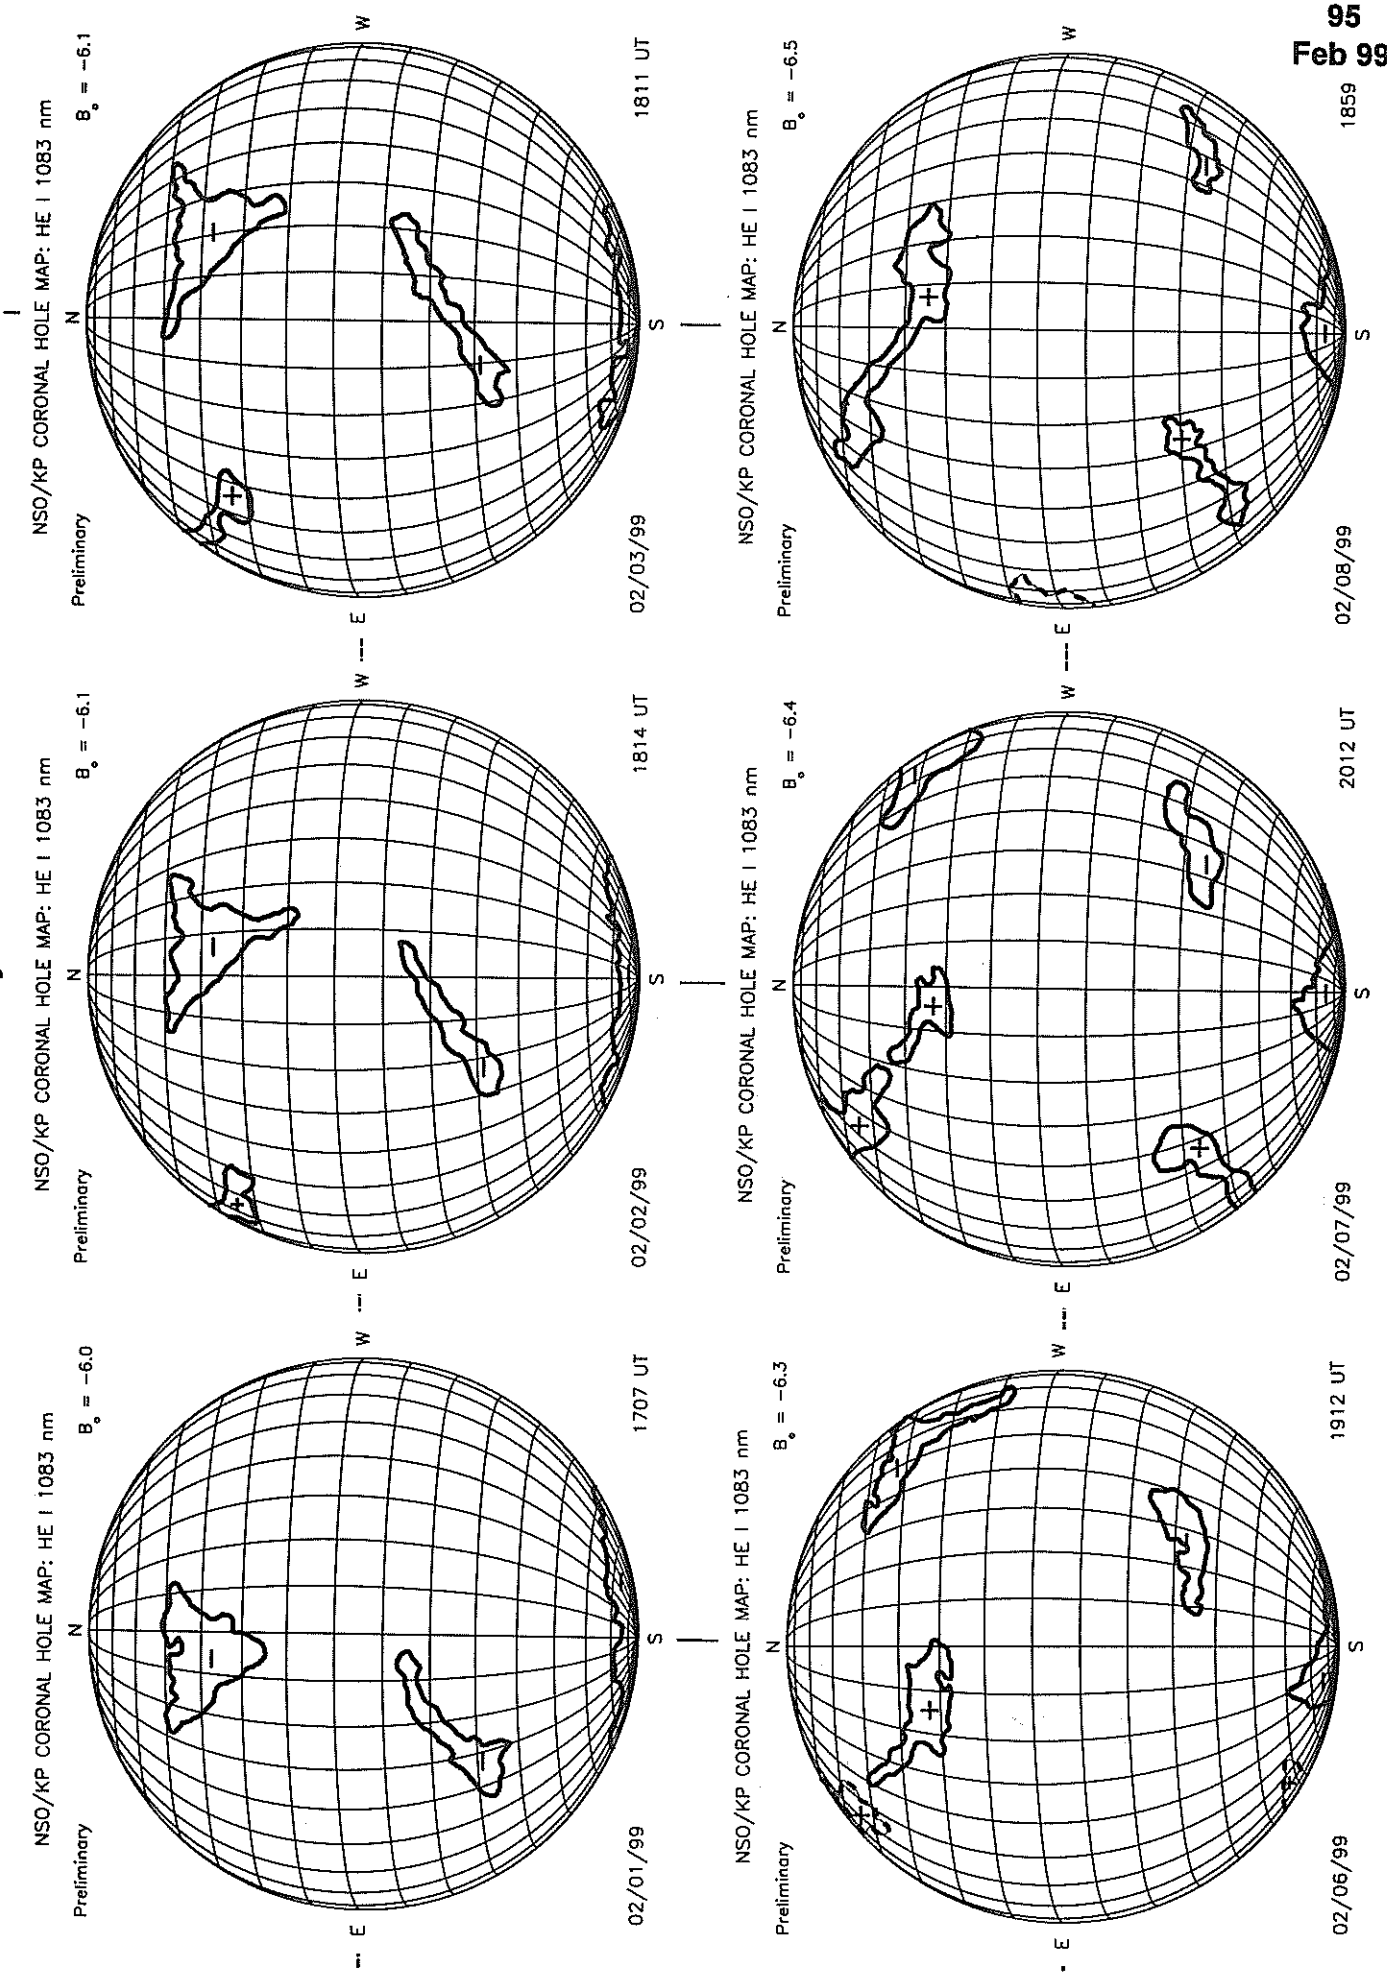 95
Feb 99
NSO/KP CORONAL HOLE MAP: HE I 1083 nm
Preliminary
B₀ = -6.0
N
E
W
S
02/01/99
1707 UT
NSO/KP CORONAL HOLE MAP: HE I 1083 nm
Preliminary
B₀ = -6.1
N
E
W
S
02/02/99
1814 UT
NSO/KP CORONAL HOLE MAP: HE I 1083 nm
Preliminary
B₀ = -6.1
N
E
W
S
02/03/99
1811 UT
NSO/KP CORONAL HOLE MAP: HE I 1083 nm
Preliminary
B₀ = -6.3
N
E
W
S
02/06/99
1912 UT
NSO/KP CORONAL HOLE MAP: HE I 1083 nm
Preliminary
B₀ = -6.4
N
E
W
S
02/07/99
2012 UT
NSO/KP CORONAL HOLE MAP: HE I 1083 nm
Preliminary
B₀ = -6.5
N
E
W
S
02/08/99
1859